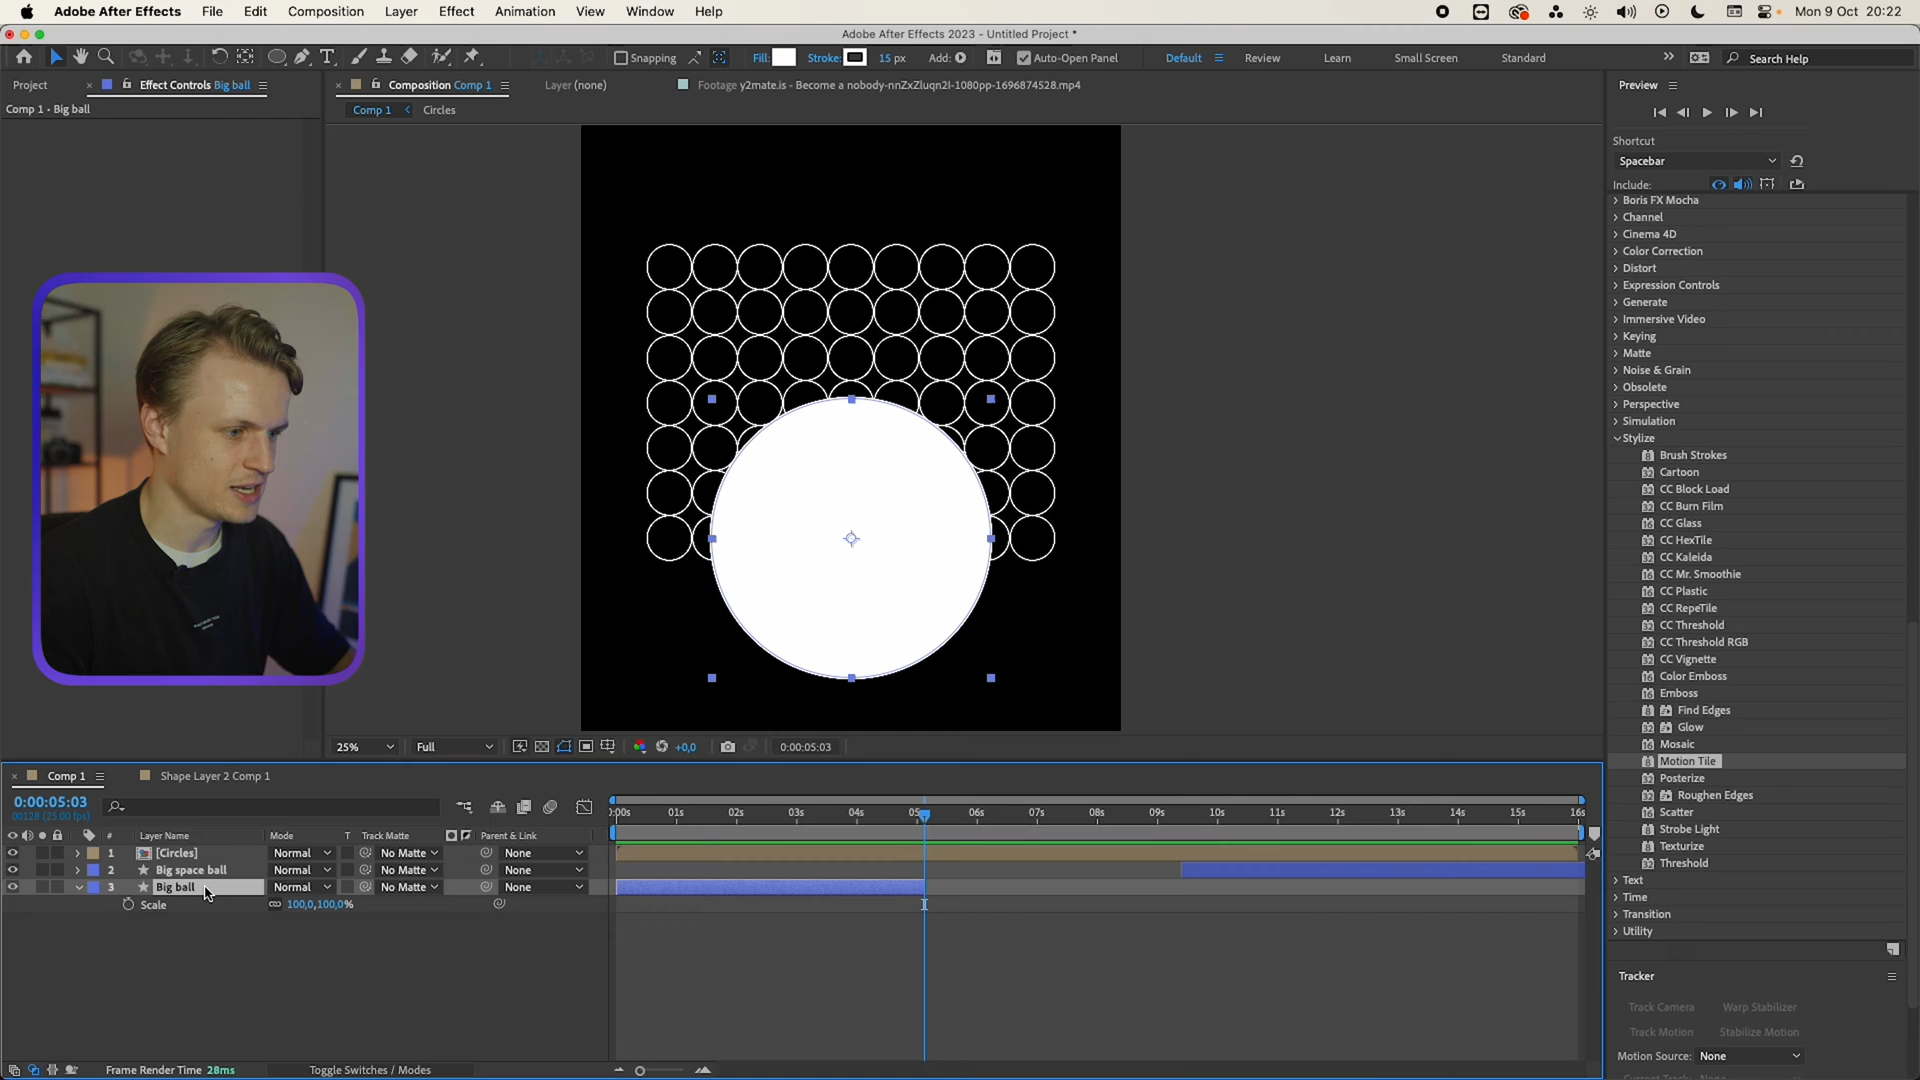 After Effects File Edit Composition Layer Effect Animation View Window Help Mon 9 Oct 20:22
Adobe After Effects 2023 - Untitled Project *
Snapping Fill: Stroke: 15 px Add: Auto-Open Panel Default Review Learn Small Screen Standard Search Help
Project Effect Controls Big ball Composition Comp 1 Layer (none) Footage y2mate.is - Become a nobody-nnZxZluqn2I-1080pp-1696874528.mp4 Preview
Comp 1 • Big ball Comp 1 Circles
Shortcut
Spacebar
Include:
Boris FX Mocha
Channel
Cinema 4D
Color Correction
Distort
Expression Controls
Generate
Immersive Video
Keying
Matte
Noise & Grain
Obsolete
Perspective
Simulation
Stylize
Brush Strokes
Cartoon
CC Block Load
CC Burn Film
CC Glass
CC HexTile
CC Kaleida
CC Mr. Smoothie
CC Plastic
CC RepeTile
CC Threshold
CC Threshold RGB
CC Vignette
Color Emboss
Emboss
Find Edges
Glow
Mosaic
Motion Tile
Posterize
Roughen Edges
Scatter
Strobe Light
Texturize
Threshold
Text
Time
Transition
Utility
Tracker
Track Camera Warp Stabilizer
Track Motion Stabilize Motion
Motion Source: None
25% Full +0,0 0:00:05:03
Comp 1 Shape Layer 2 Comp 1
0:00:05:03
00128 (25.00 fps)
:00s 01s 02s 03s 04s 05s 06s 07s 08s 09s 10s 11s 12s 13s 14s 15s 16s
# Layer Name Mode T Track Matte Parent & Link
1 [Circles] Normal No Matte None
2 Big space ball Normal No Matte None
3 Big ball Normal No Matte None
Scale 100,0,100,0%
Frame Render Time 28ms Toggle Switches / Modes